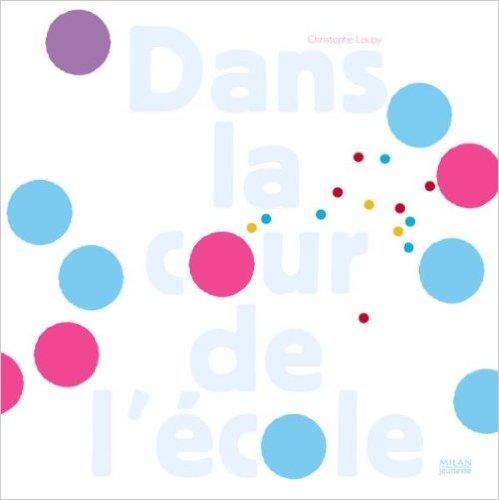 Christophe Loupy
Dans
la
cour
de
l'école
MILAN
jeunesse